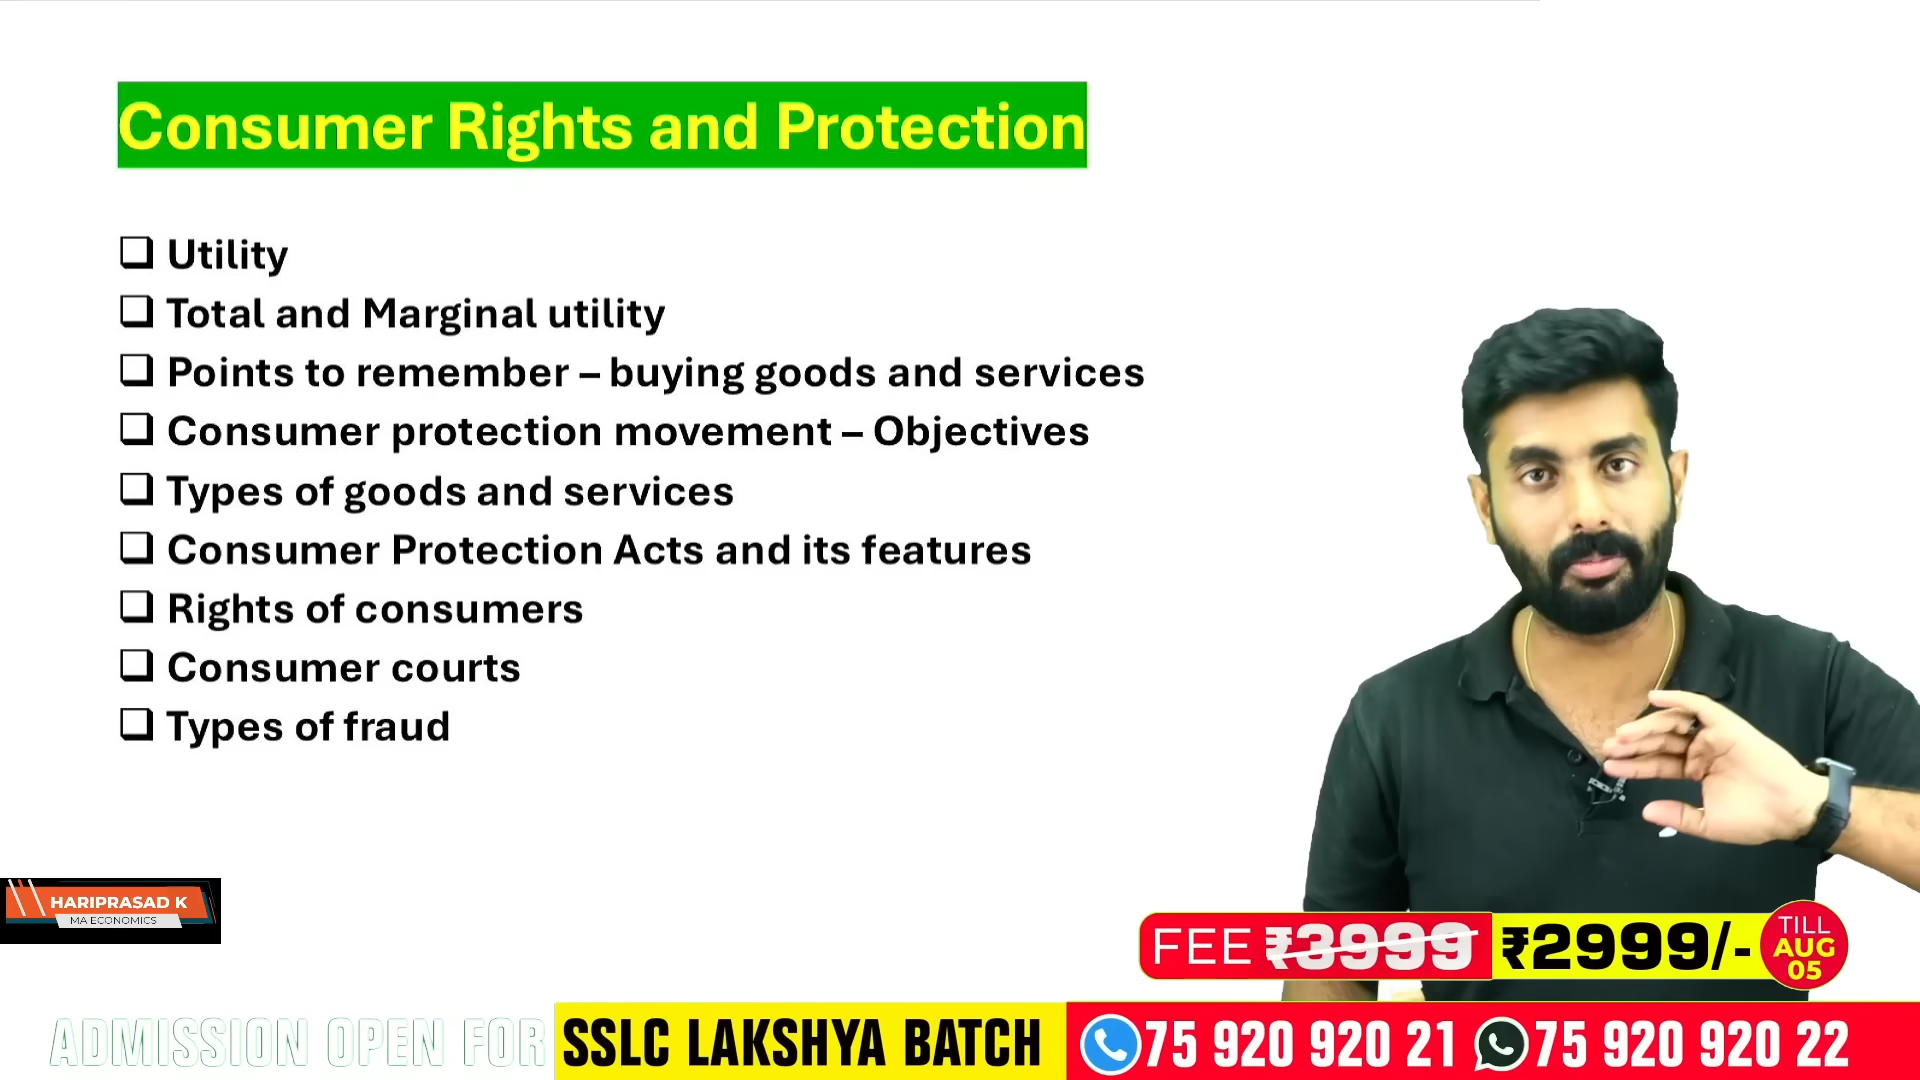 Consumer Rights and Protection
Utility
Total and Marginal utility
Points to remember – buying goods and services
Consumer protection movement – Objectives
Types of goods and services
Consumer Protection Acts and its features
Rights of consumers
Consumer courts
Types of fraud
HARIPRASAD K
MA ECONOMICS
FEE ₹3999 ₹2999/- TILL AUG 05
ADMISSION OPEN FOR SSLC LAKSHYA BATCH 75 920 920 21 75 920 920 22